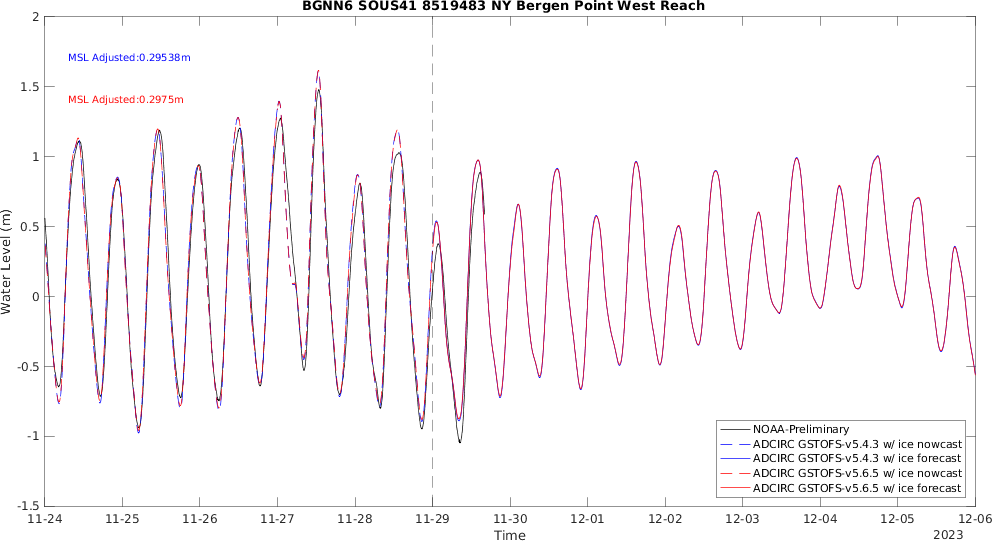 BGNN6 SOUS41 8519483 NY Bergen Point West Reach
2
1.5
1
0.5
0
-0.5
-1
-1.5
Water Level (m)
MSL Adjusted:0.29538m
MSL Adjusted:0.2975m
NOAA-Preliminary
ADCIRC GSTOFS-v5.4.3 w/ ice nowcast
ADCIRC GSTOFS-v5.4.3 w/ ice forecast
ADCIRC GSTOFS-v5.6.5 w/ ice nowcast
ADCIRC GSTOFS-v5.6.5 w/ ice forecast
11-24 11-25 11-26 11-27 11-28 11-29 11-30 12-01 12-02 12-03 12-04 12-05 12-06
Time
2023